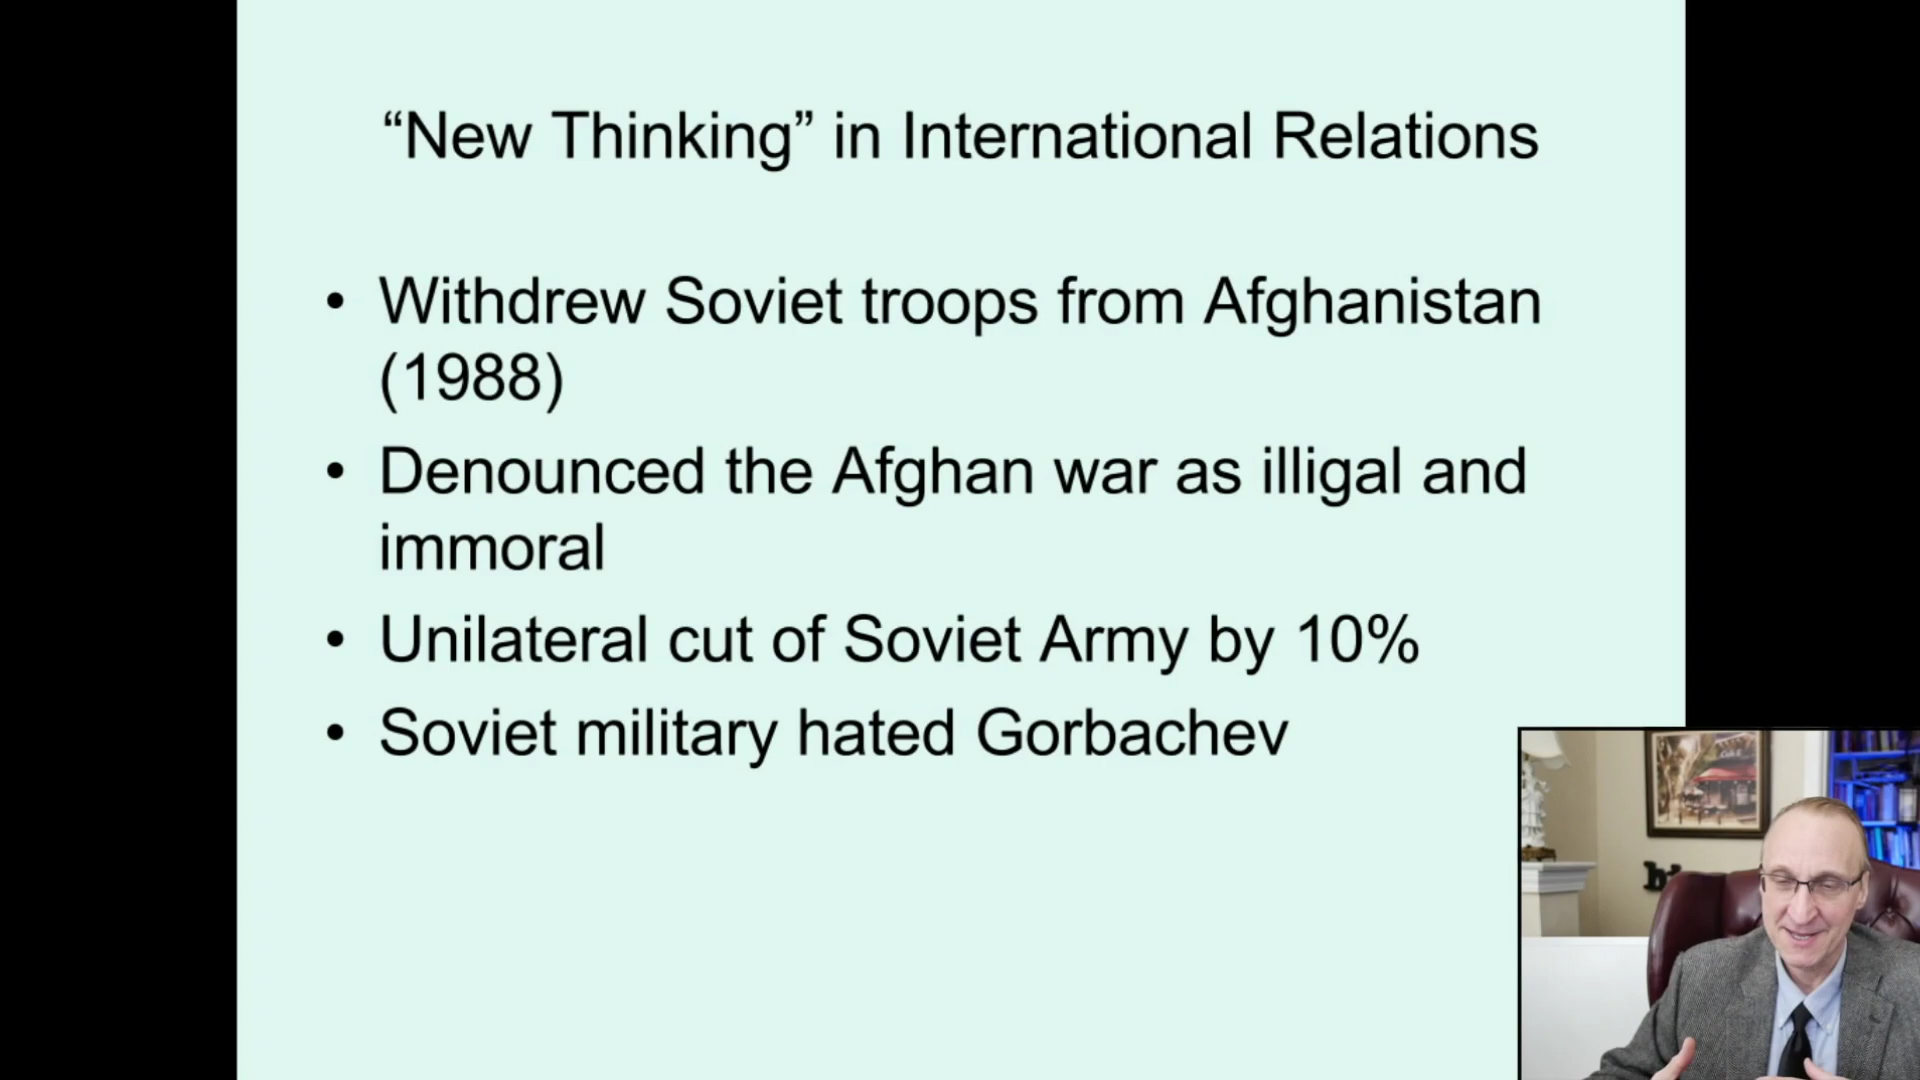 “New Thinking” in International Relations
• Withdrew Soviet troops from Afghanistan
(1988)
• Denounced the Afghan war as illigal and
immoral
• Unilateral cut of Soviet Army by 10%
• Soviet military hated Gorbachev